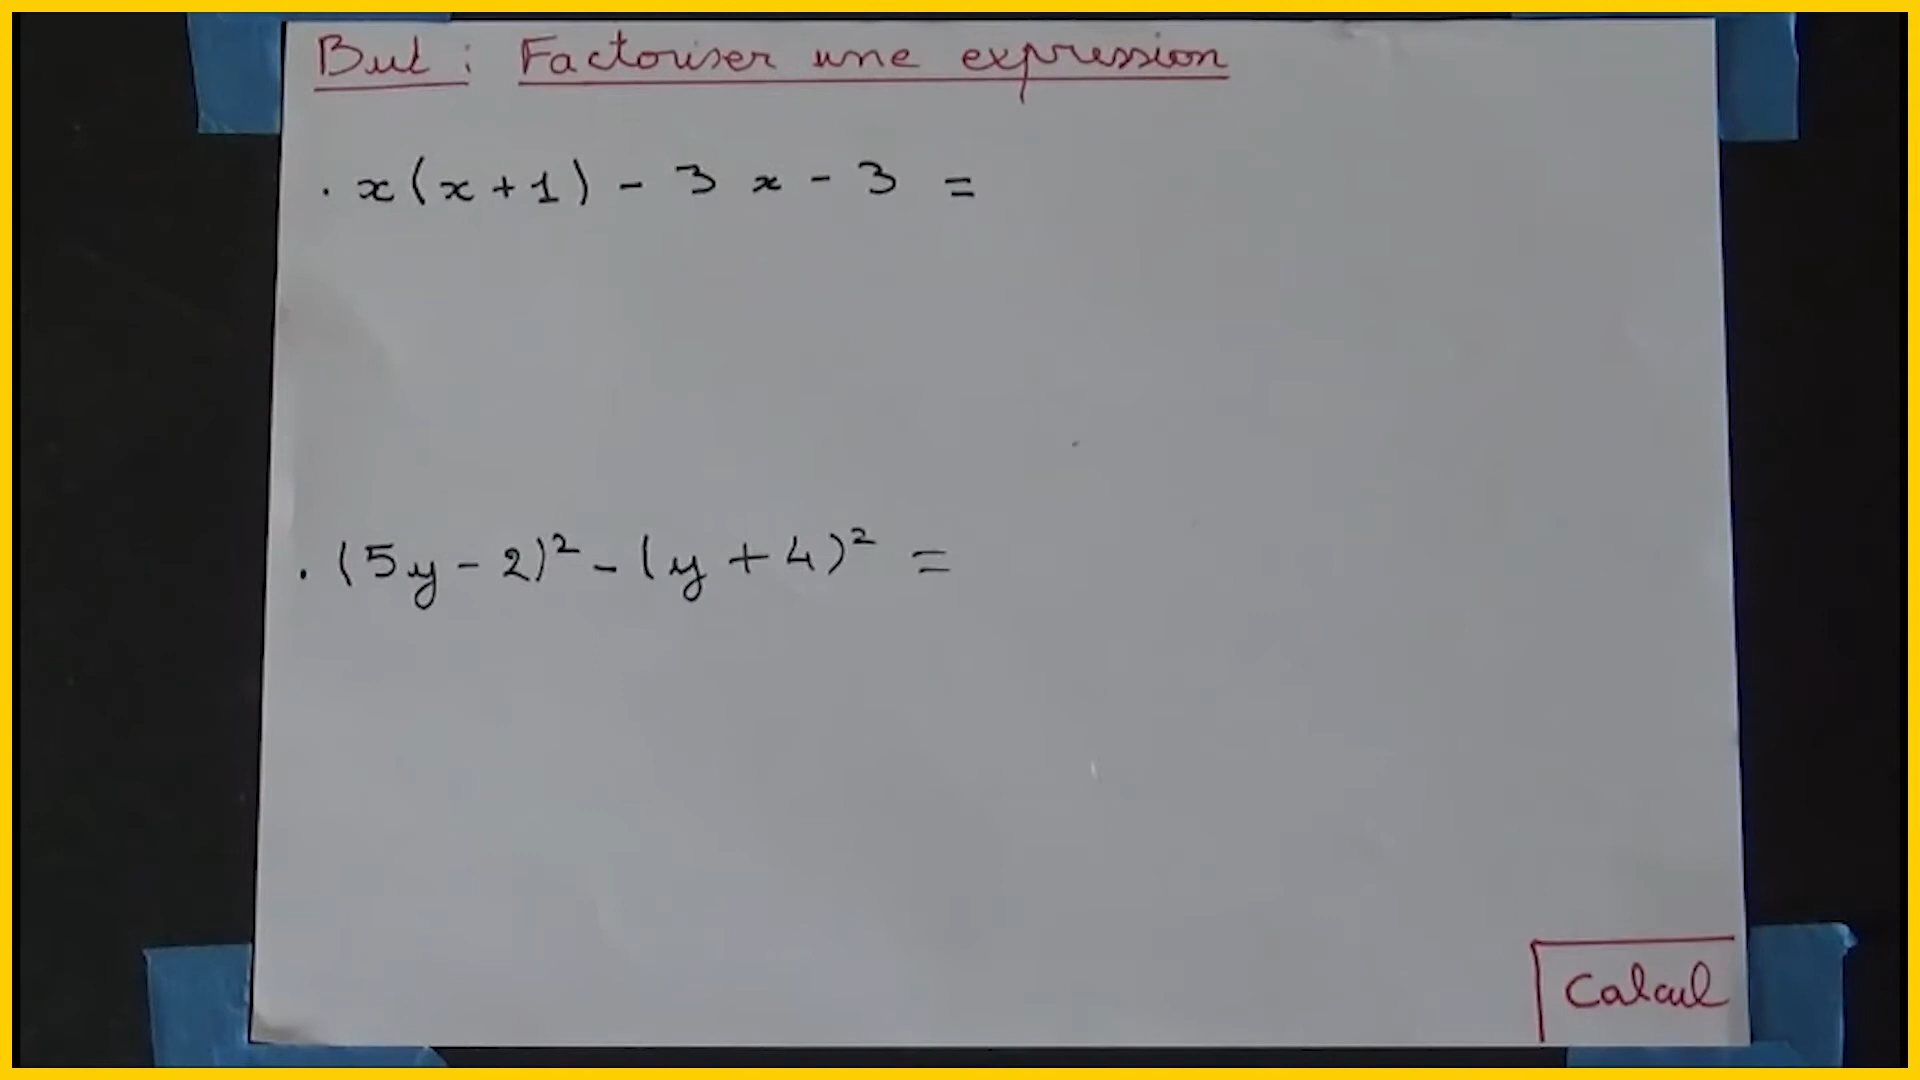 But : Factoriser une expression
. x(x+1) - 3x - 3 =
. (5y - 2)² - (y + 4)² =
Calcul